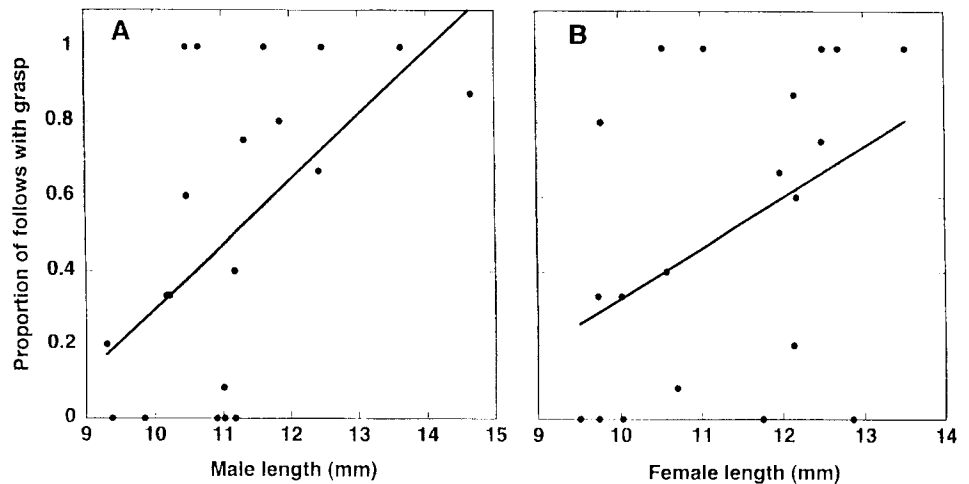 A
B
Proportion of follows with grasp
1
0.8
0.6
0.4
0.2
0
9 10 11 12 13 14 15
9 10 11 12 13 14
Male length (mm)
Female length (mm)